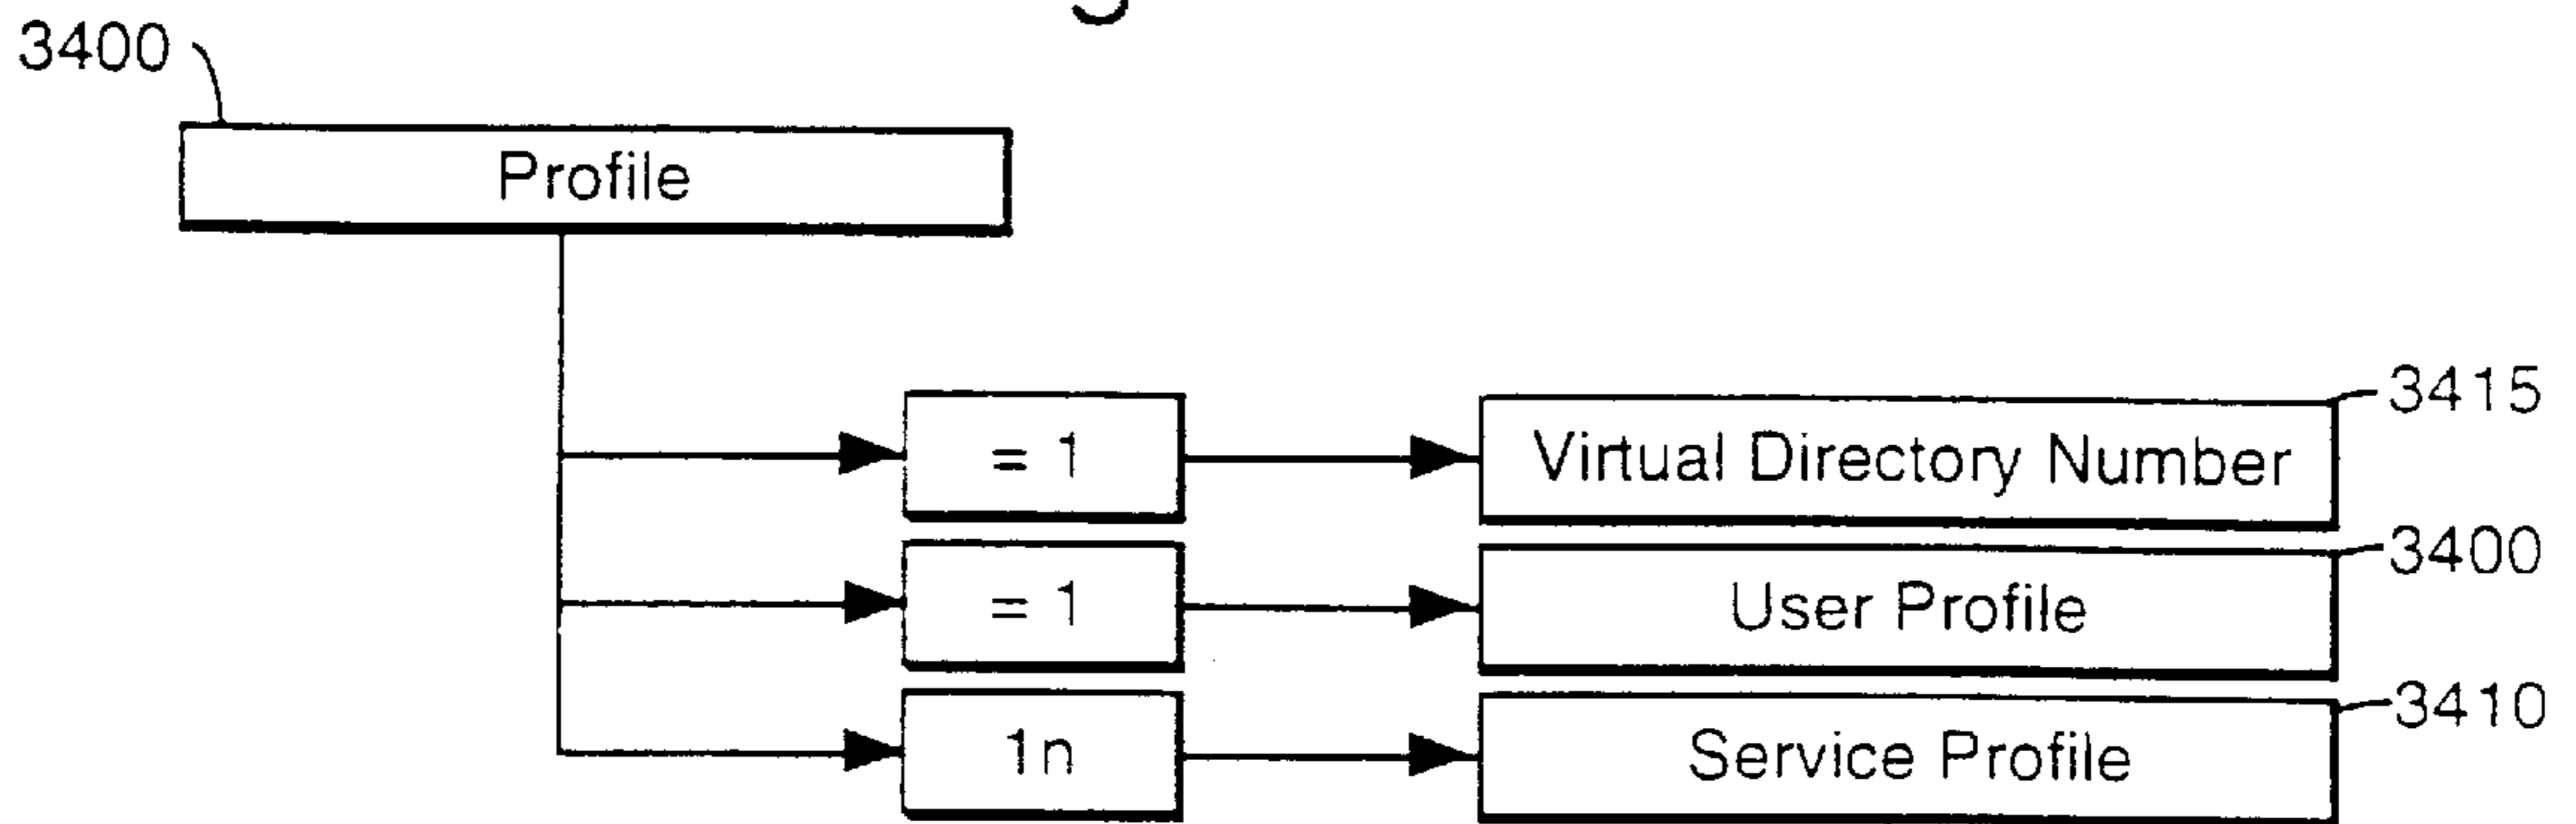 3400
Profile
= 1
Virtual Directory Number
3415
= 1
User Profile
3400
1n
Service Profile
3410